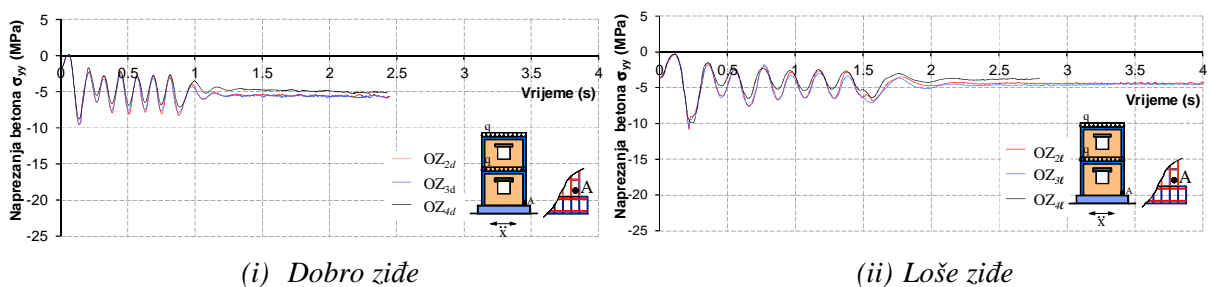 Naprezanja betona σyy (MPa)
5
0
-5
-10
-15
-20
-25
0
0.5
1
1.5
2
2.5
3
3.5
4
Vrijeme (s)
OZ2d
OZ3d
OZ4d
q
q
A
A
ẍ
(i) Dobro ziđe
Naprezanja betona σyy (MPa)
5
0
-5
-10
-15
-20
-25
0
0.5
1
1.5
2
2.5
3
3.5
4
Vrijeme (s)
OZ2ℓ
OZ3ℓ
OZ4ℓ
q
q
A
A
ẍ
(ii) Loše ziđe